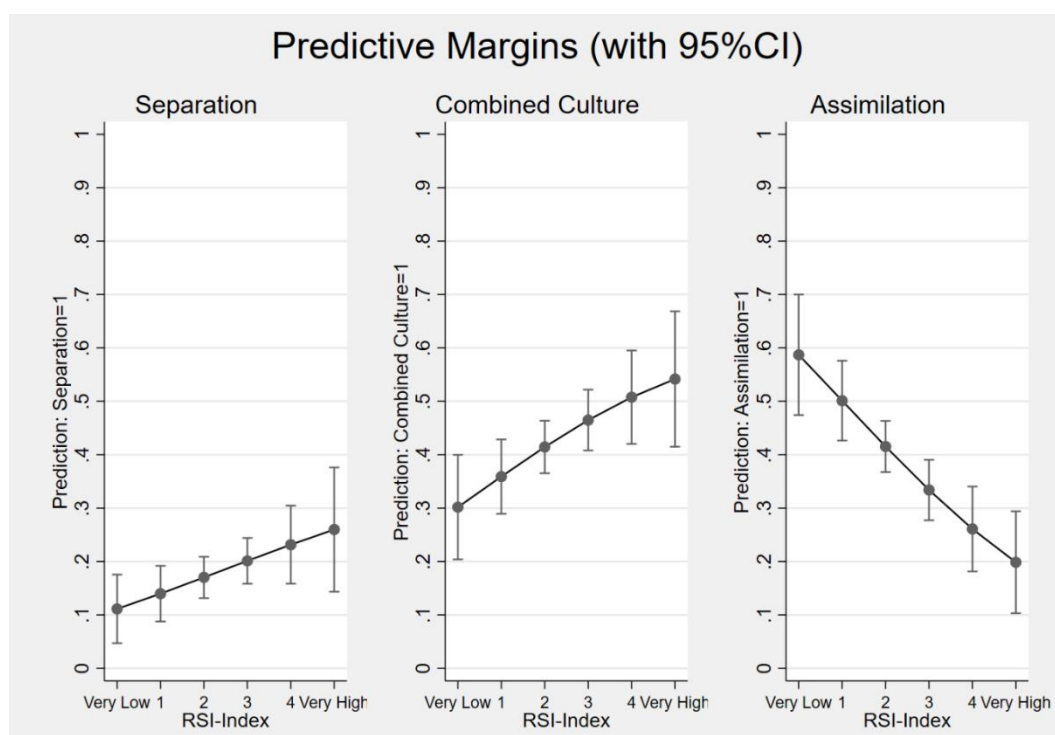 Predictive Margins (with 95%CI)
Separation
Prediction: Separation=1
1
.9
.8
.7
.6
.5
.4
.3
.2
.1
0
Very Low 1 2 3 4 Very High
RSI-Index
Combined Culture
Prediction: Combined Culture=1
1
.9
.8
.7
.6
.5
.4
.3
.2
.1
0
Very Low 1 2 3 4 Very High
RSI-Index
Assimilation
Prediction: Assimilation=1
1
.9
.8
.7
.6
.5
.4
.3
.2
.1
0
Very Low 1 2 3 4 Very High
RSI-Index